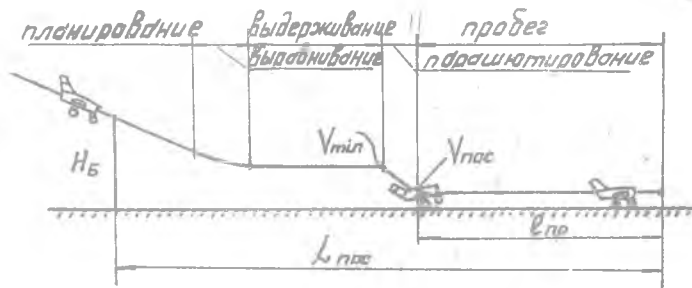 планирование выдерживание пробег
выравнивание парашютирование
Vmin Vпос
HБ
ℓпр
Lпос